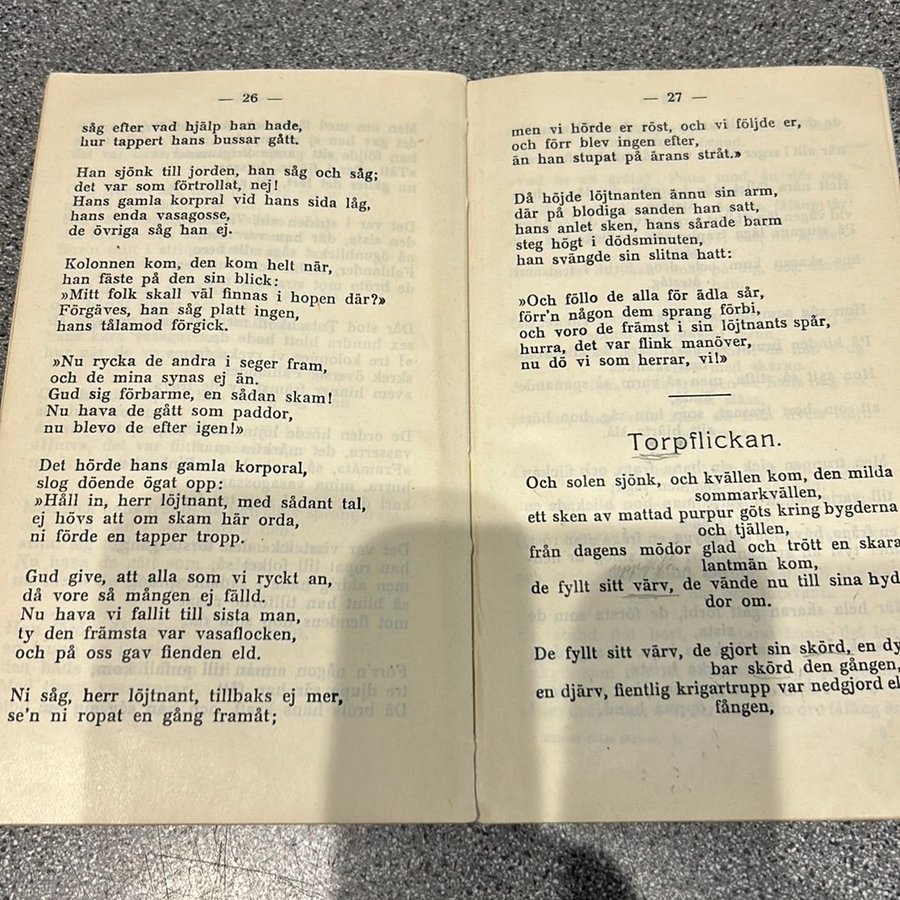 — 26 —
såg efter vad hjälp han hade,
hur tappert hans bussar gått.
Han sjönk till jorden, han såg och såg;
det var som förtrollat, nej!
Hans gamla korpral vid hans sida låg,
hans enda vasagosse,
de övriga såg han ej.
Kolonnen kom, den kom helt när,
han fäste på den sin blick:
»Mitt folk skall väl finnas i hopen där?»
Förgäves, han såg platt ingen,
hans tålamod förgick.
»Nu rycka de andra i seger fram,
och de mina synas ej än.
Gud sig förbarme, en sådan skam!
Nu hava de gått som paddor,
nu blevo de efter igen!»
Det hörde hans gamla korporal,
slog döende ögat opp:
»Håll in, herr löjtnant, med sådant tal,
ej hövs att om skam här orda,
ni förde en tapper tropp.
Gud give, att alla som vi ryckt an,
då vore så mången ej fälld.
Nu hava vi fallit till sista man,
ty den främsta var vasaflocken,
och på oss gav fienden eld.
Ni såg, herr löjtnant, tillbaks ej mer,
se'n ni ropat en gång framåt;
— 27 —
men vi hörde er röst, och vi följde er,
och förr blev ingen efter,
än han stupat på ärans stråt.»
Då höjde löjtnanten ännu sin arm,
där på blodiga sanden han satt,
hans anlet sken, hans sårade barm
steg högt i dödsminuten,
han svängde sin slitna hatt:
»Och föllo de alla för ädla sår,
förr'n någon dem sprang förbi,
och voro de främst i sin löjtnants spår,
hurra, det var flink manöver,
nu dö vi som herrar, vi!»
Torpflickan.
Och solen sjönk, och kvällen kom, den milda
sommarkvällen,
ett sken av mattad purpur göts kring bygderna
och tjällen,
från dagens mödor glad och trött en skara
lantmän kom,
de fyllt sitt värv, de vände nu till sina hyd
dor om.
De fyllt sitt värv, de gjort sin skörd, en dy
bar skörd den gången,
en djärv, fientlig krigartrupp var nedgjord el
fången,